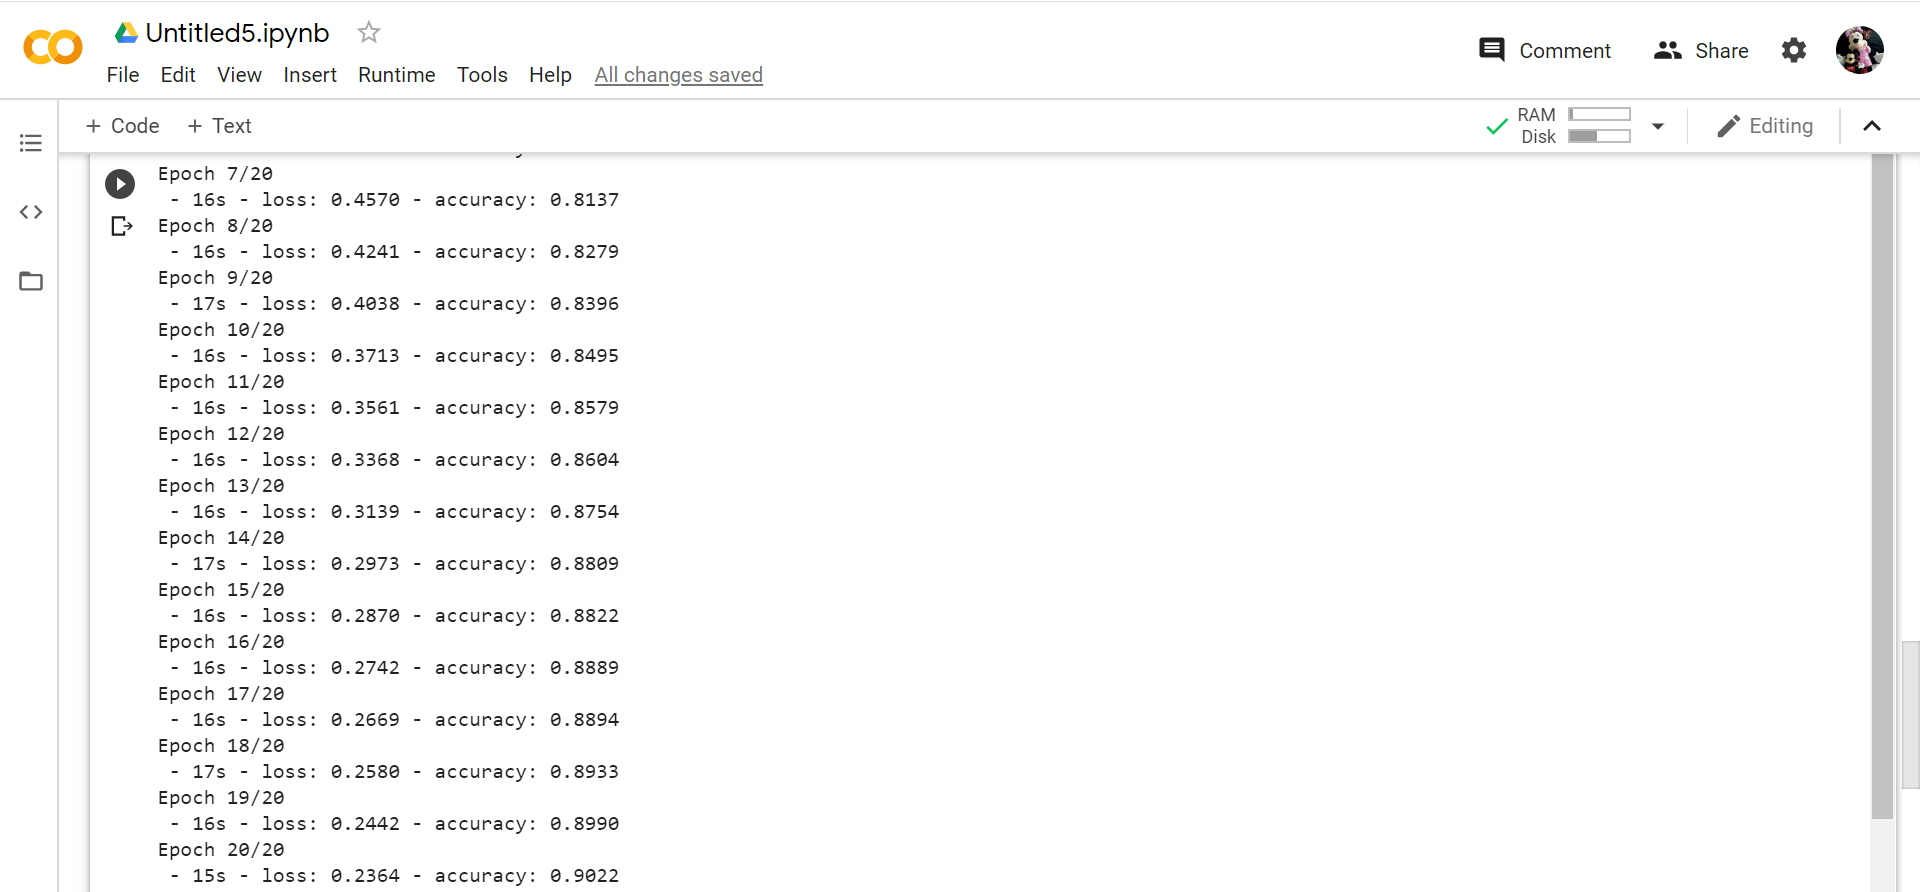 Untitled5.ipynb
File Edit View Insert Runtime Tools Help All changes saved
Comment Share
+ Code + Text
RAM
Disk
Editing
Epoch 7/20
- 16s - loss: 0.4570 - accuracy: 0.8137
Epoch 8/20
- 16s - loss: 0.4241 - accuracy: 0.8279
Epoch 9/20
- 17s - loss: 0.4038 - accuracy: 0.8396
Epoch 10/20
- 16s - loss: 0.3713 - accuracy: 0.8495
Epoch 11/20
- 16s - loss: 0.3561 - accuracy: 0.8579
Epoch 12/20
- 16s - loss: 0.3368 - accuracy: 0.8604
Epoch 13/20
- 16s - loss: 0.3139 - accuracy: 0.8754
Epoch 14/20
- 17s - loss: 0.2973 - accuracy: 0.8809
Epoch 15/20
- 16s - loss: 0.2870 - accuracy: 0.8822
Epoch 16/20
- 16s - loss: 0.2742 - accuracy: 0.8889
Epoch 17/20
- 16s - loss: 0.2669 - accuracy: 0.8894
Epoch 18/20
- 17s - loss: 0.2580 - accuracy: 0.8933
Epoch 19/20
- 16s - loss: 0.2442 - accuracy: 0.8990
Epoch 20/20
- 15s - loss: 0.2364 - accuracy: 0.9022